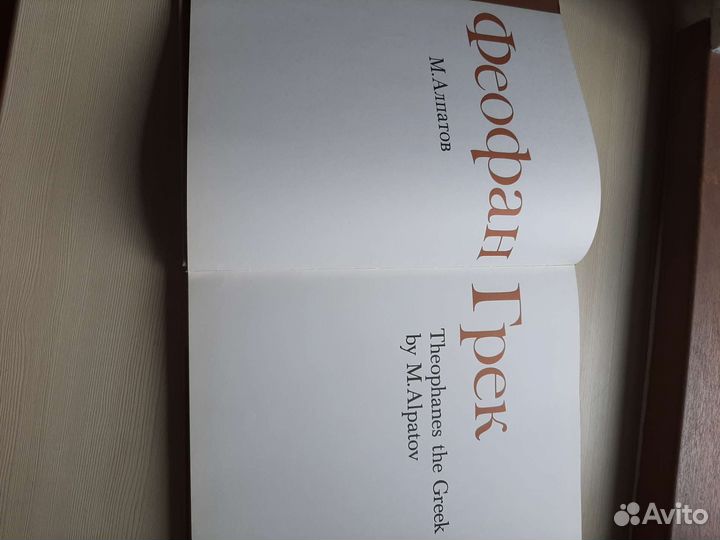 Феофан Грек
М.Алпатов
Theophanes the Greek
by M.Alpatov
Avito